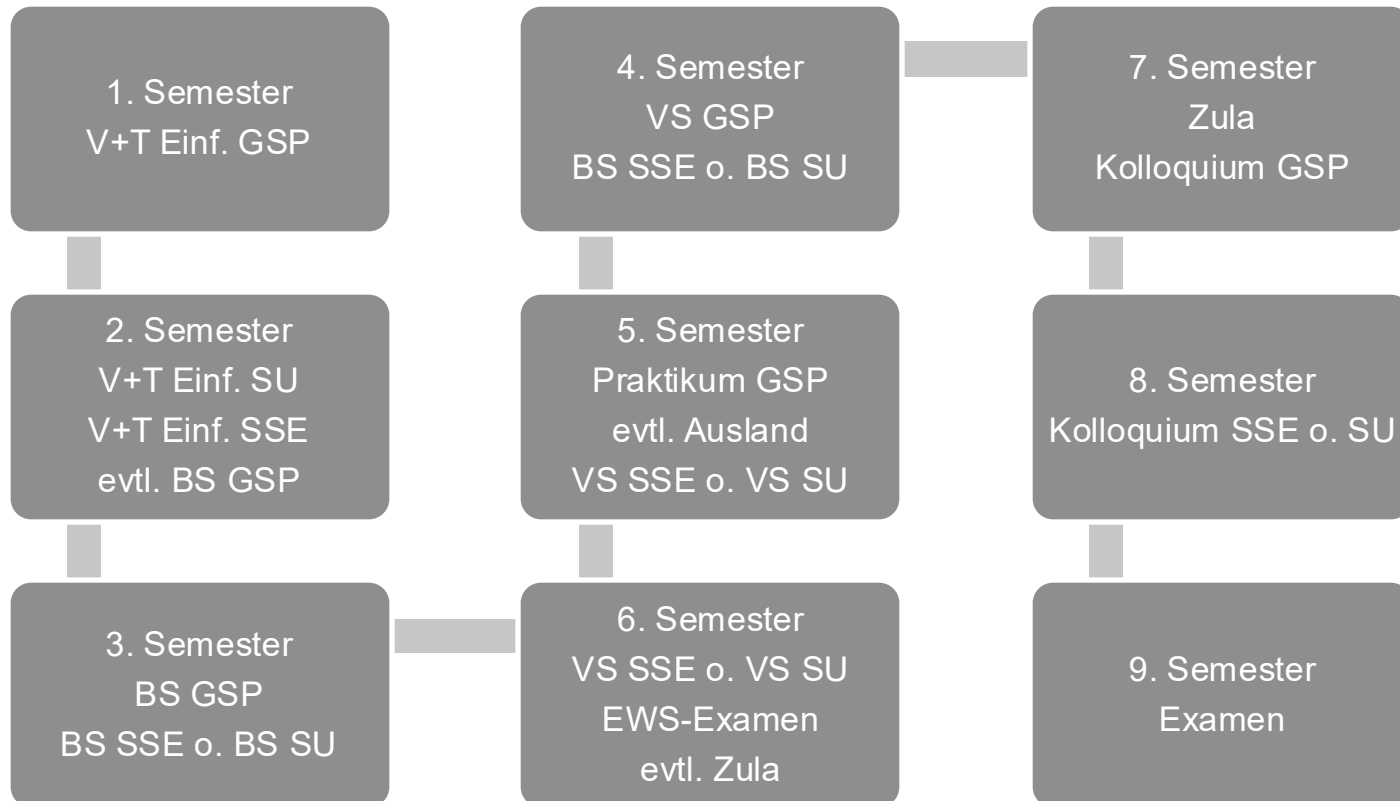 1. Semester
V+T Einf. GSP
2. Semester
V+T Einf. SU
V+T Einf. SSE
evtl. BS GSP
3. Semester
BS GSP
BS SSE o. BS SU
4. Semester
VS GSP
BS SSE o. BS SU
5. Semester
Praktikum GSP
evtl. Ausland
VS SSE o. VS SU
6. Semester
VS SSE o. VS SU
EWS-Examen
evtl. Zula
7. Semester
Zula
Kolloquium GSP
8. Semester
Kolloquium SSE o. SU
9. Semester
Examen